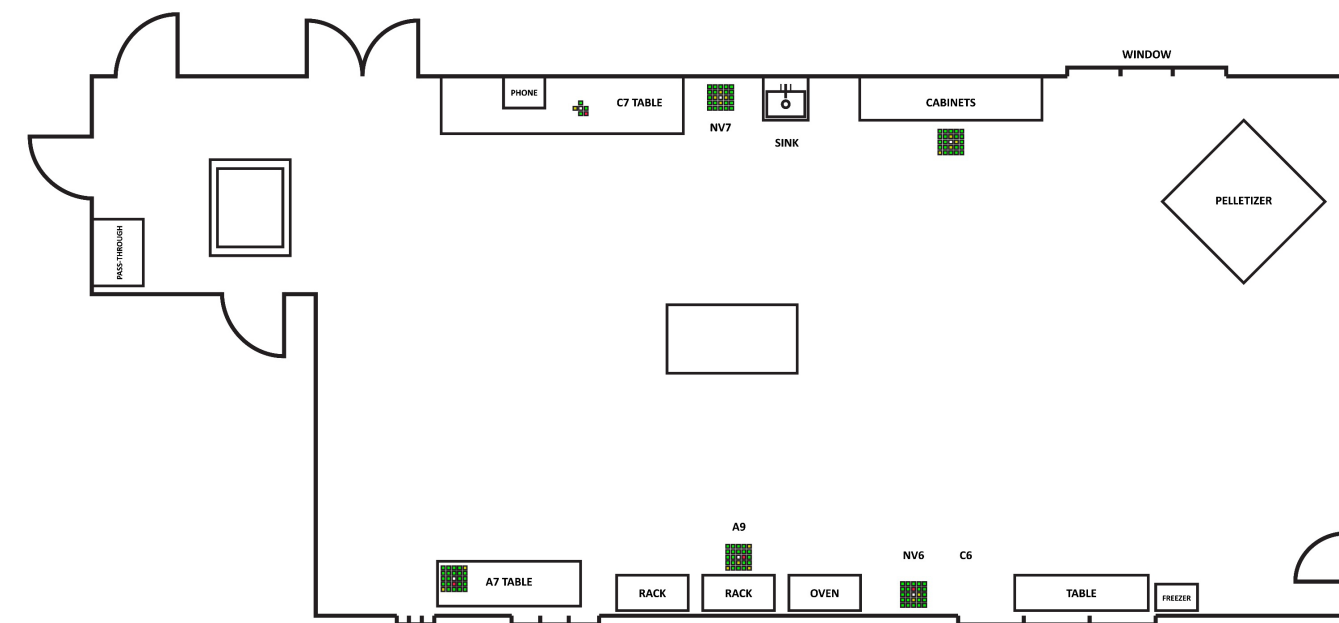 WINDOW
PHONE
C7 TABLE
CABINETS
NV7
SINK
PELLETIZER
PASS-THROUGH
A9
NV6
C6
A7 TABLE
RACK
RACK
OVEN
TABLE
FREEZER